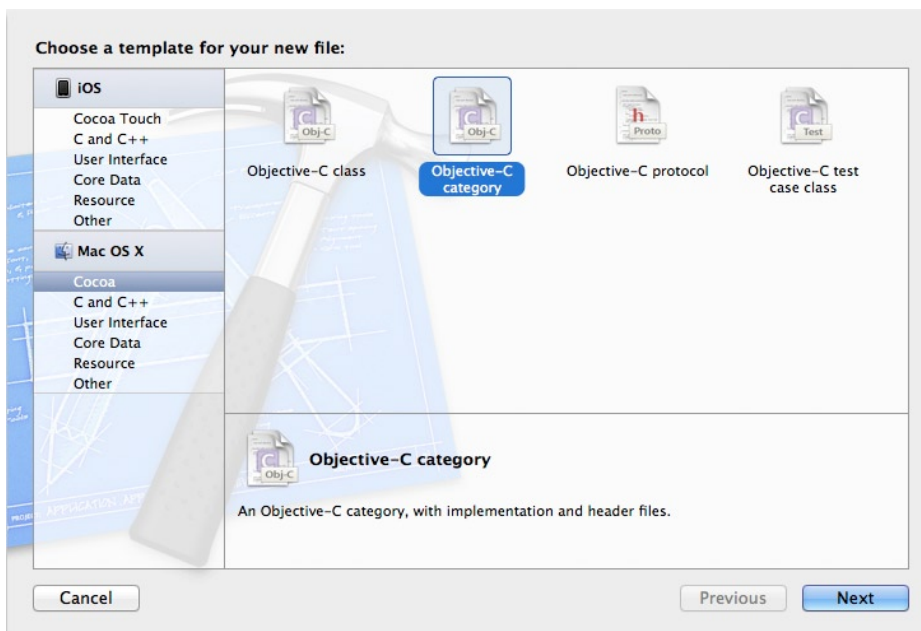 Choose a template for your new file:
iOS
Cocoa Touch
C and C++
User Interface
Core Data
Resource
Other
Mac OS X
Cocoa
C and C++
User Interface
Core Data
Resource
Other
Obj-C
Objective-C class
Obj-C
Objective-C
category
h
Proto
Objective-C protocol
Test
Objective-C test
case class
Obj-C
Objective-C category
An Objective-C category, with implementation and header files.
APPLICATION
Cancel
Previous
Next